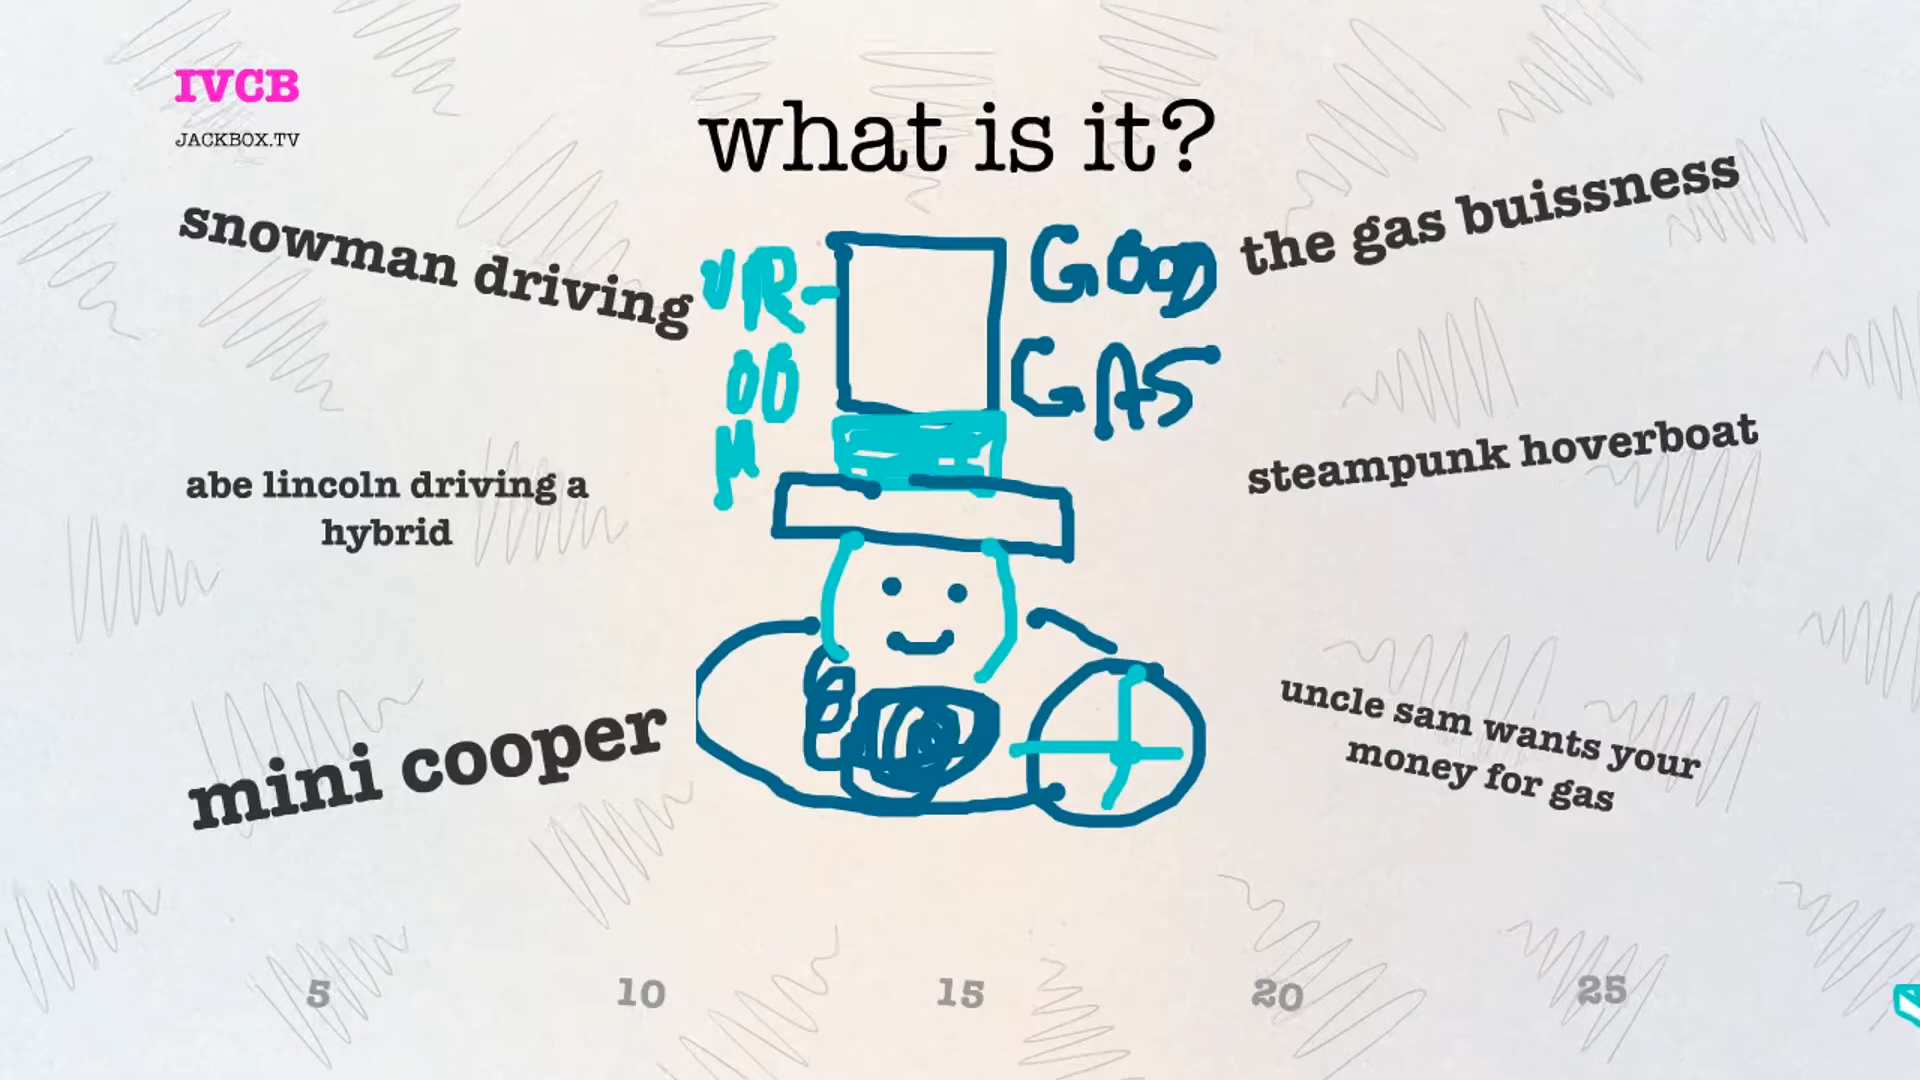 IVCB
JACKBOX.TV
what is it?
snowman driving
the gas buissness
VR-
OO
M
GOOD
GAS
abe lincoln driving a
hybrid
steampunk hoverboat
mini cooper
uncle sam wants your
money for gas
5 10 15 20 25